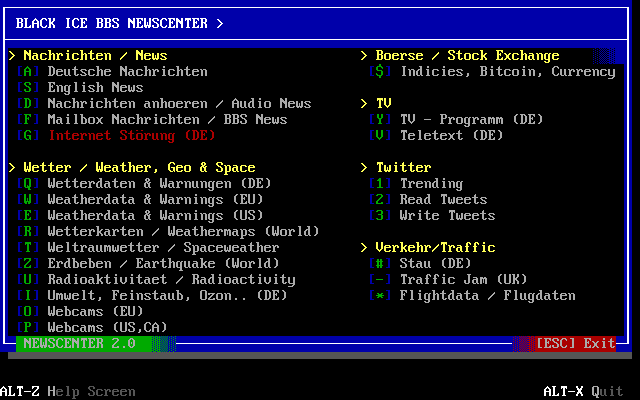 BLACK ICE BBS NEWSCENTER >
> Nachrichten / News
[A] Deutsche Nachrichten
[S] English News
[D] Nachrichten anhoeren / Audio News
[F] Mailbox Nachrichten / BBS News
[G] Internet Störung (DE)
> Wetter / Weather, Geo & Space
[Q] Wetterdaten & Warnungen (DE)
[W] Weatherdata & Warnings (EU)
[E] Weatherdata & Warnings (US)
[R] Wetterkarten / Weathermaps (World)
[T] Weltraumwetter / Spaceweather
[Z] Erdbeben / Earthquake (World)
[U] Radioaktivitaet / Radioactivity
[I] Umwelt, Feinstaub, Ozon.. (DE)
[O] Webcams (EU)
[P] Webcams (US,CA)
> Boerse / Stock Exchange
[$] Indicies, Bitcoin, Currency
> TV
[Y] TV - Programm (DE)
[V] Teletext (DE)
> Twitter
[1] Trending
[2] Read Tweets
[3] Write Tweets
> Verkehr/Traffic
[#] Stau (DE)
[-] Traffic Jam (UK)
[*] Flightdata / Flugdaten
NEWSCENTER 2.0
[ESC] Exit
ALT-Z Help Screen
ALT-X Quit